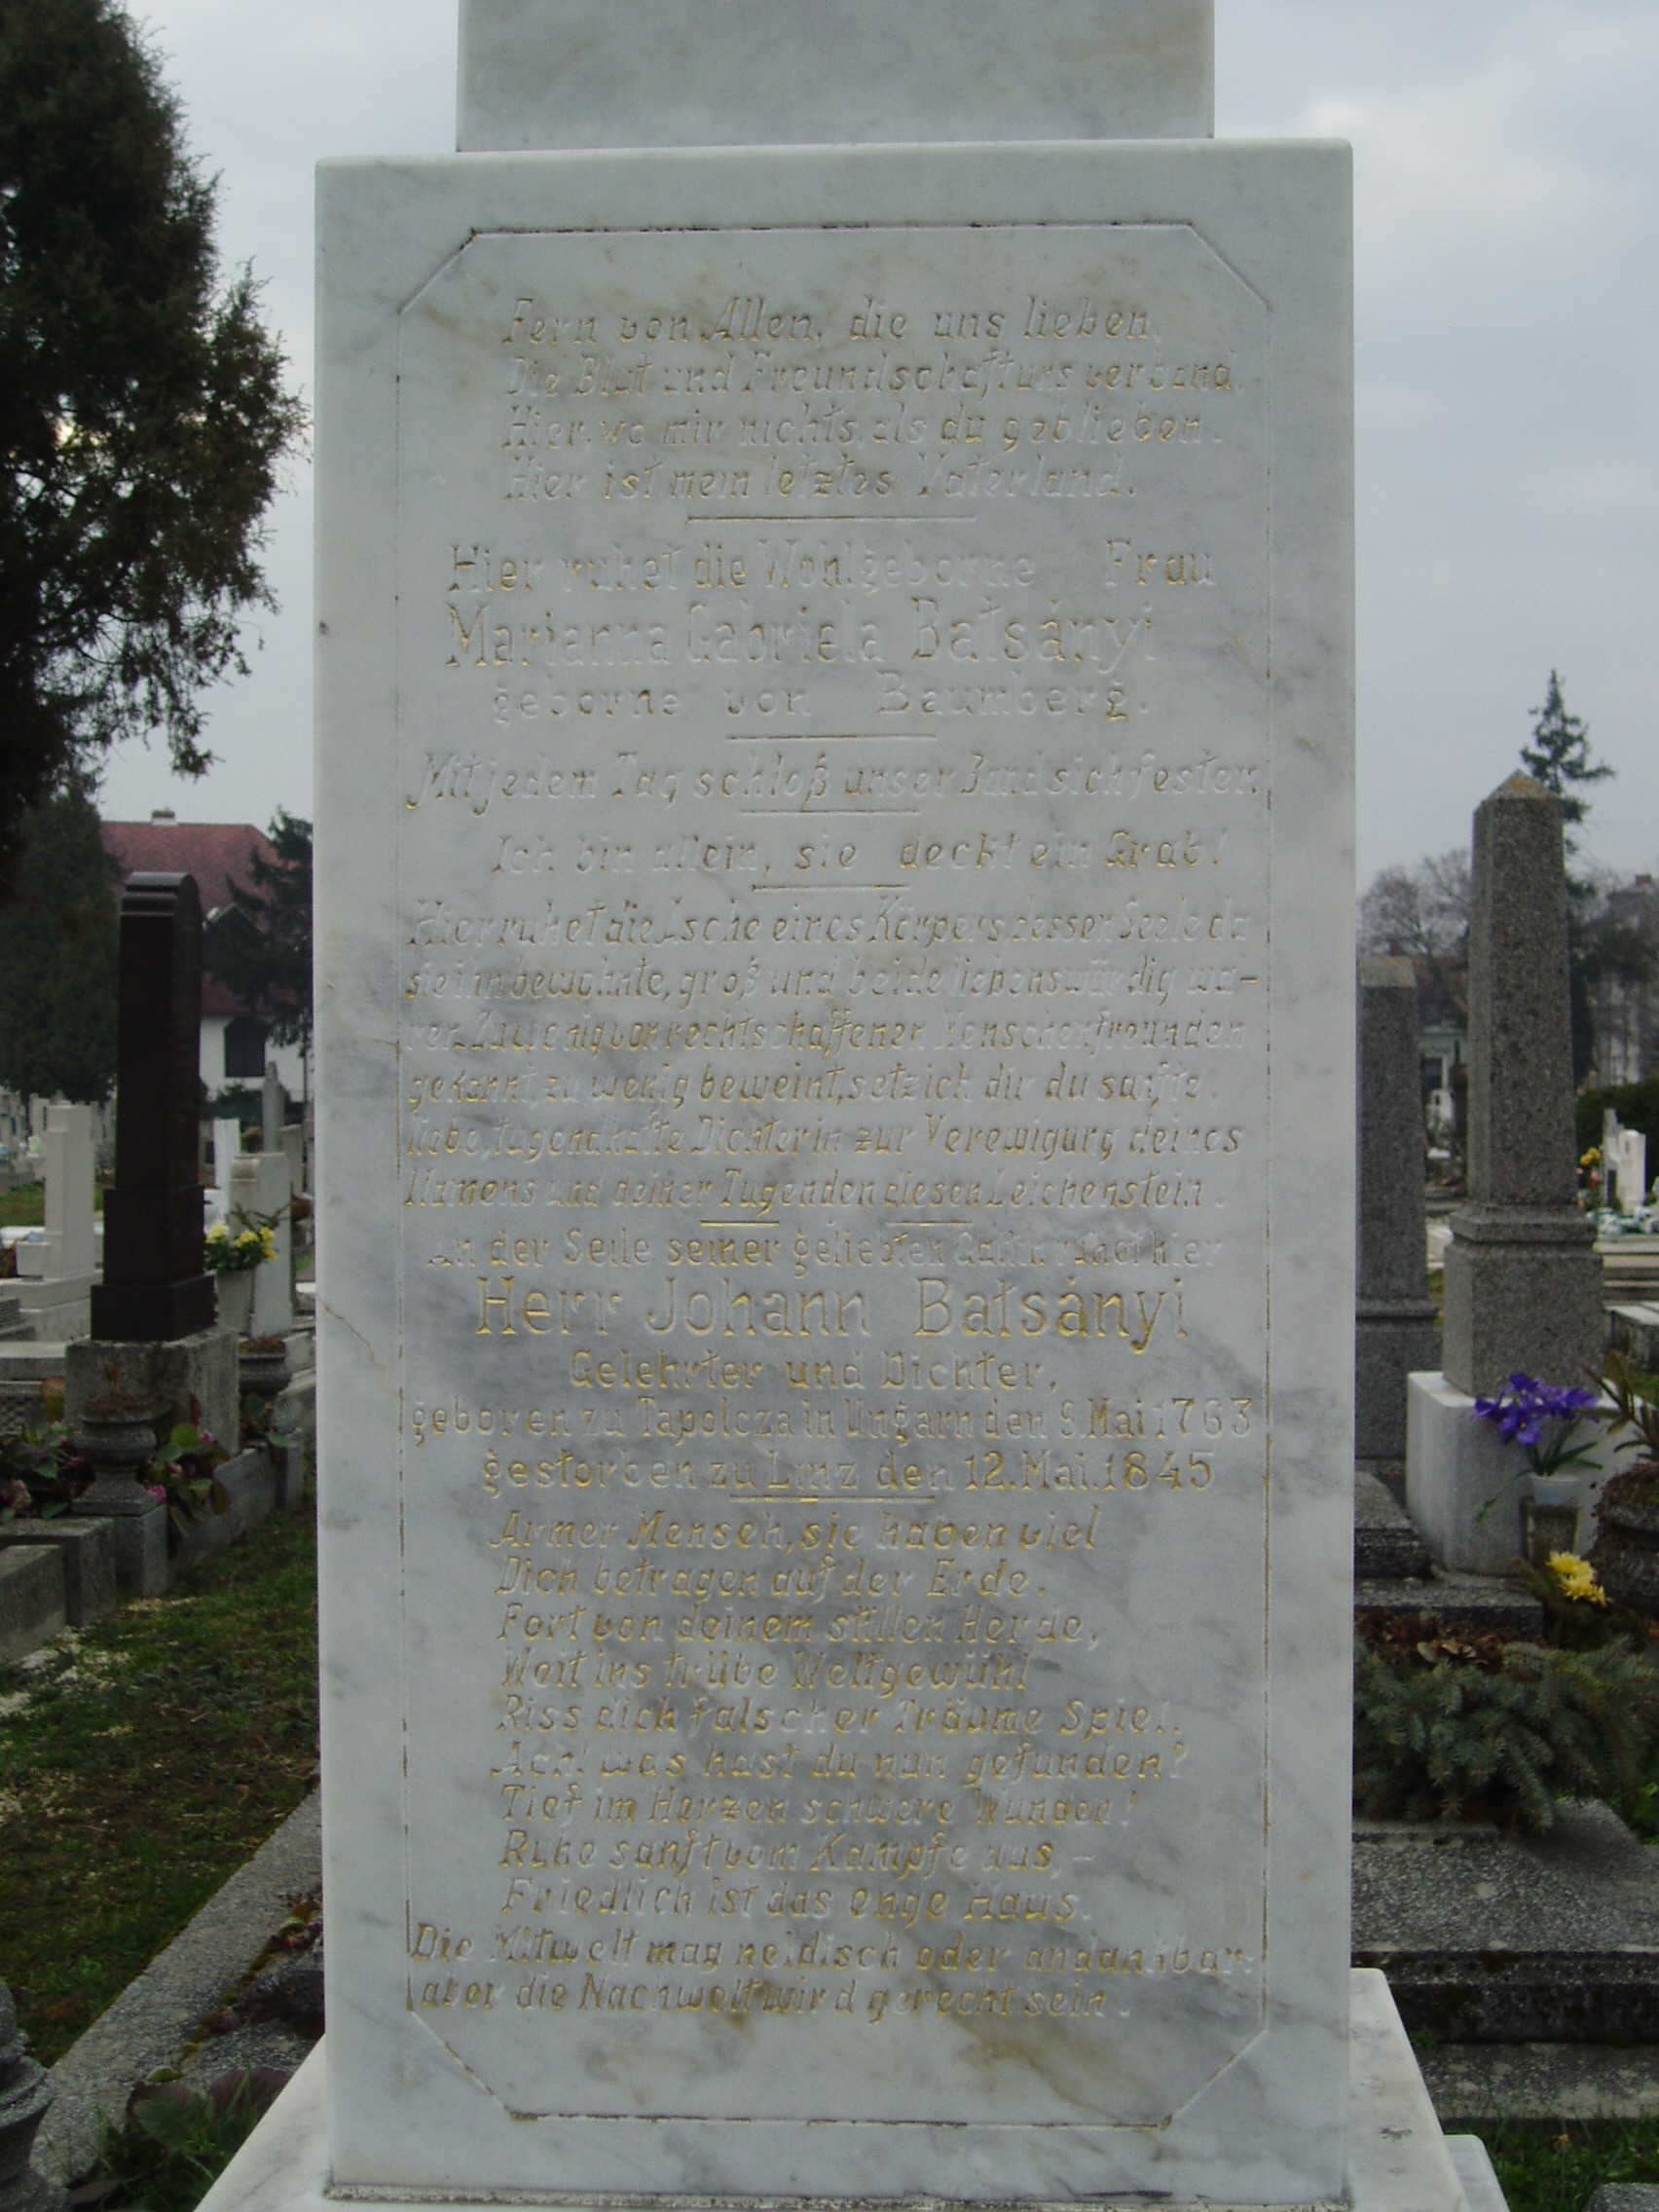 Fern von Allen, die uns lieben,
Die Blut und Freundschaft uns verband,
Hier, wo mir nichts, als du geblieben.
Hier ist mein letztes Vaterland.
Hier ruhet die Wohlgeborne Frau
Marianna Gabriela Batsányi
geborne von Baumberg.
Mit jedem Tag schloß unser Band sich fester.
Ich bin allein, sie deckt ein Grab!
Hier ruhet die Asche eines Körpers dessen Seele da
sie ihn bewohnte, groß und beide liebenswürdig wa-
ren. Zu wenig von rechtschaffenen Menschenfreunden
gekannt, zu wenig beweint, setz ich dir du sanfte,
liebe, tugendhafte Dichterin zur Verewigung deines
Namens und deiner Tugenden diesen Leichenstein.
An der Seite seiner geliebten Gattin ruhet hier
Herr Johann Batsányi
Gelehrter und Dichter,
geboren zu Tapolcza in Ungarn den 9. Mai 1763
gestorben zu Linz den 12. Mai. 1845
Armer Mensch, sie haben viel
Dich betragen auf der Erde.
Fort von deinem stillen Herde,
Weit ins trübe Weltgewühl
Riss dich falscher Träume Spiel.
Ach! was hast du nun gefunden?
Tief im Herzen schwere Wunden!
Ruhe sanft vom Kampfe aus,–
Friedlich ist das enge Haus.
Die Mitwelt mag neidisch oder undankbar:
aber die Nachwelt wird gerecht sein.